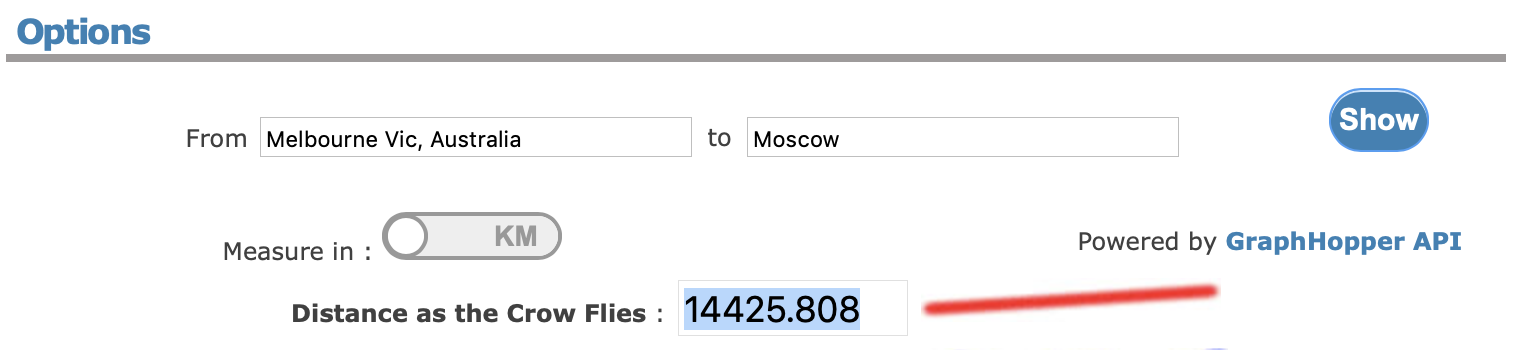 Options
From Melbourne Vic, Australia to Moscow Show
Measure in : KM Powered by GraphHopper API
Distance as the Crow Flies : 14425.808